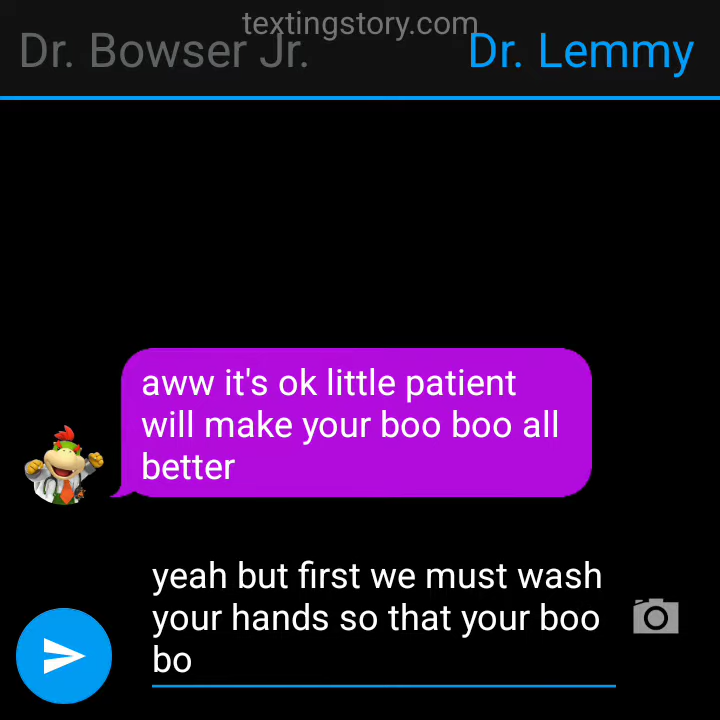 textingstory.com
Dr. Bowser Jr.
Dr. Lemmy
aww it's ok little patient
will make your boo boo all
better
yeah but first we must wash
your hands so that your boo
bo